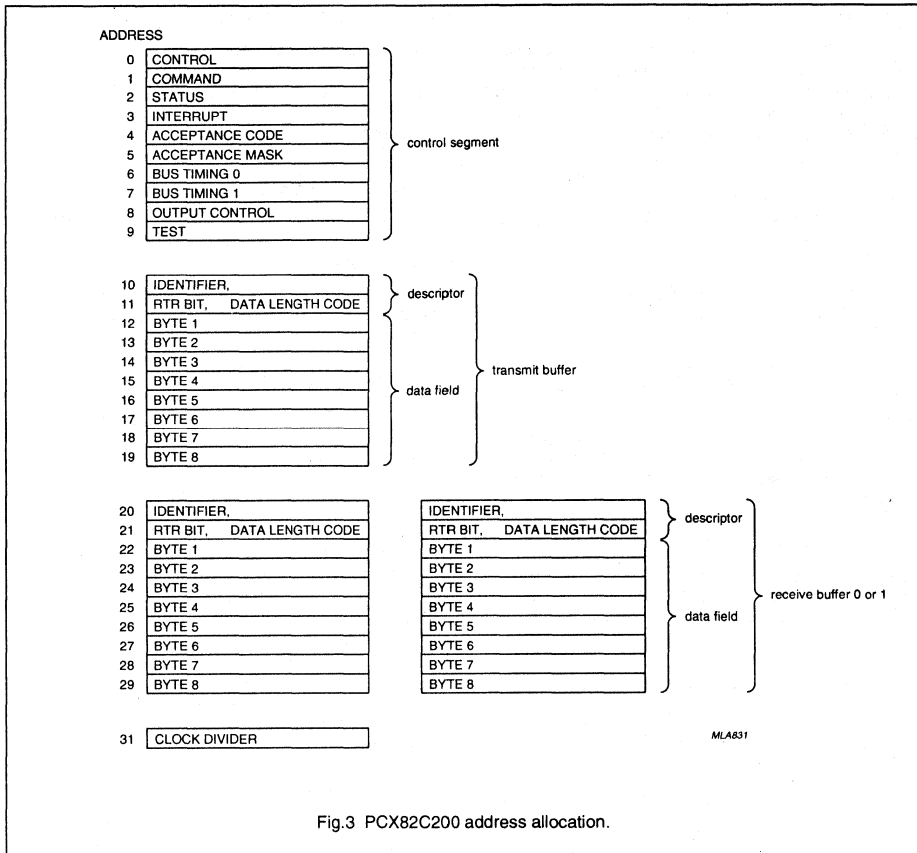 ADDRESS
0 CONTROL
1 COMMAND
2 STATUS
3 INTERRUPT
4 ACCEPTANCE CODE
5 ACCEPTANCE MASK
6 BUS TIMING 0
7 BUS TIMING 1
8 OUTPUT CONTROL
9 TEST
control segment
10 IDENTIFIER,
11 RTR BIT, DATA LENGTH CODE
12 BYTE 1
13 BYTE 2
14 BYTE 3
15 BYTE 4
16 BYTE 5
17 BYTE 6
18 BYTE 7
19 BYTE 8
descriptor
data field
transmit buffer
20 IDENTIFIER,
21 RTR BIT, DATA LENGTH CODE
22 BYTE 1
23 BYTE 2
24 BYTE 3
25 BYTE 4
26 BYTE 5
27 BYTE 6
28 BYTE 7
29 BYTE 8
IDENTIFIER,
RTR BIT, DATA LENGTH CODE
BYTE 1
BYTE 2
BYTE 3
BYTE 4
BYTE 5
BYTE 6
BYTE 7
BYTE 8
descriptor
data field
receive buffer 0 or 1
31 CLOCK DIVIDER
MLA831
Fig.3 PCX82C200 address allocation.